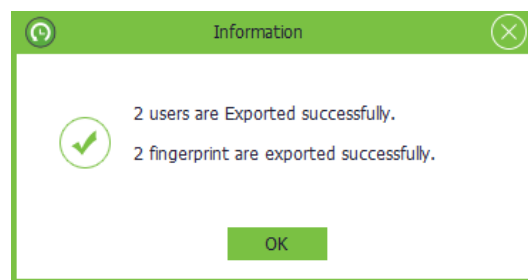 Information
2 users are Exported successfully.
2 fingerprint are exported successfully.
OK